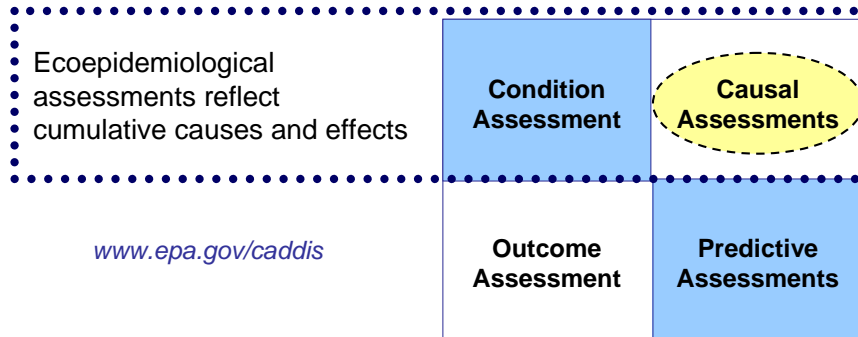 Ecoepidemiological
assessments reflect
cumulative causes and effects
Condition
Assessment
Causal
Assessments
www.epa.gov/caddis
Outcome
Assessment
Predictive
Assessments